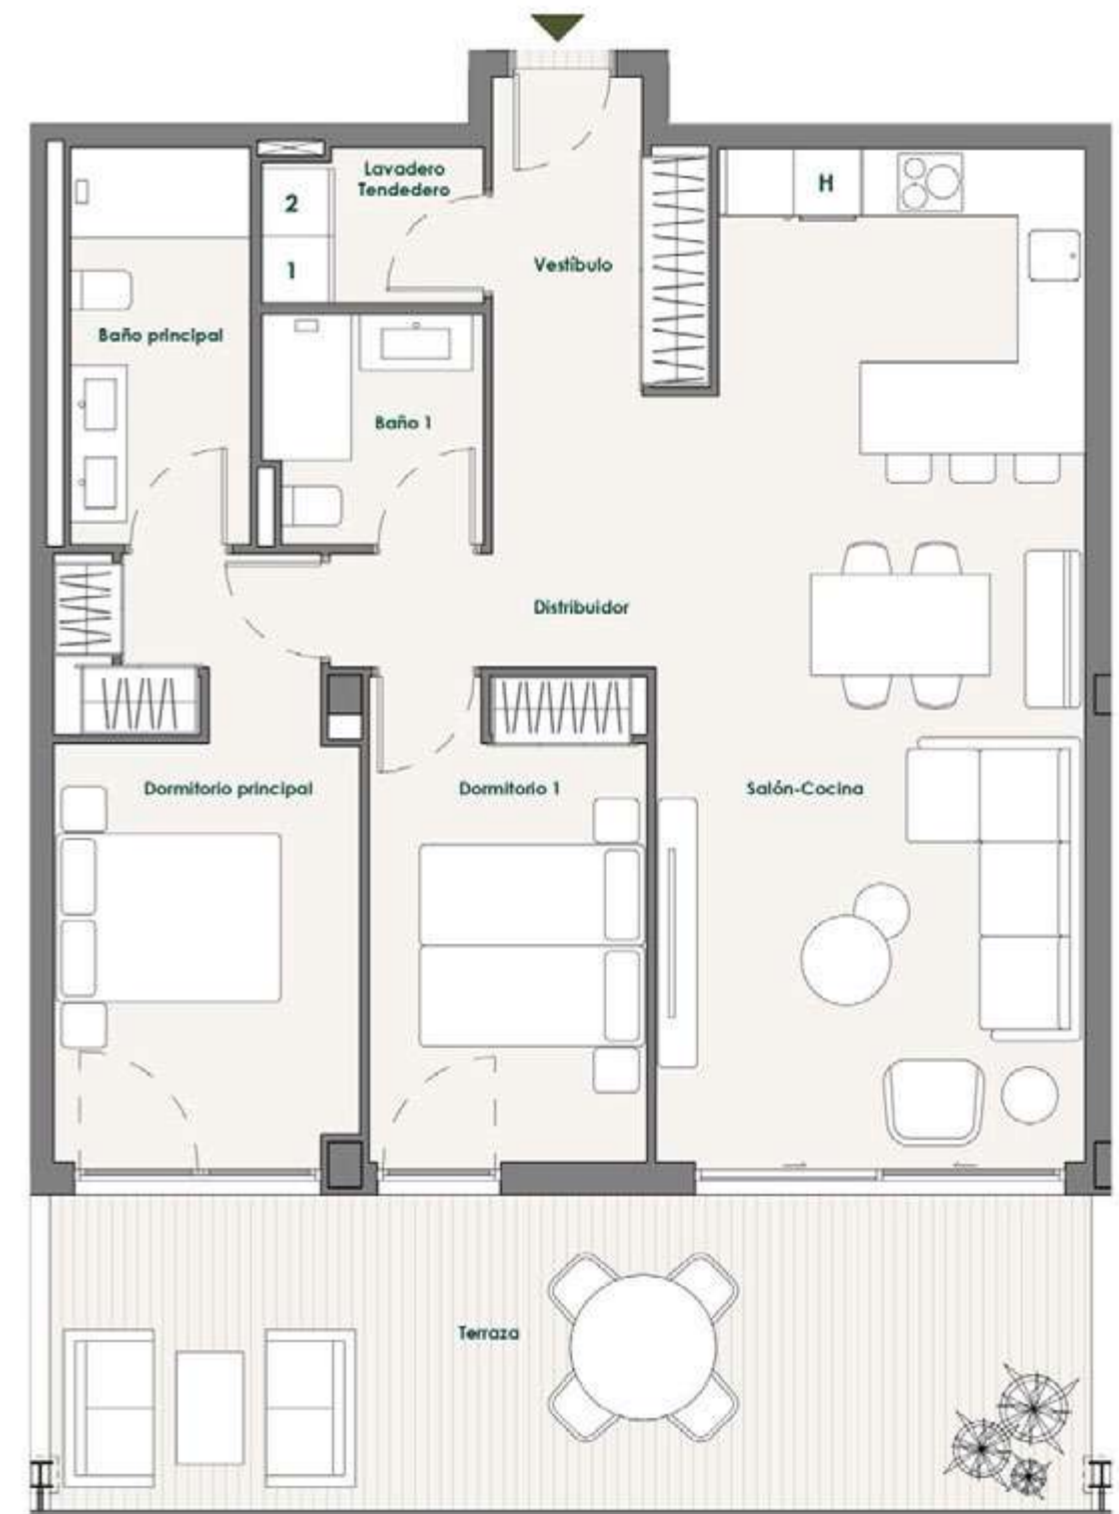 Lavadero
Tendedero
2
1
H
Vestíbulo
Baño principal
Baño 1
Distribuidor
Dormitorio principal
Dormitorio 1
Salón-Cocina
Terraza